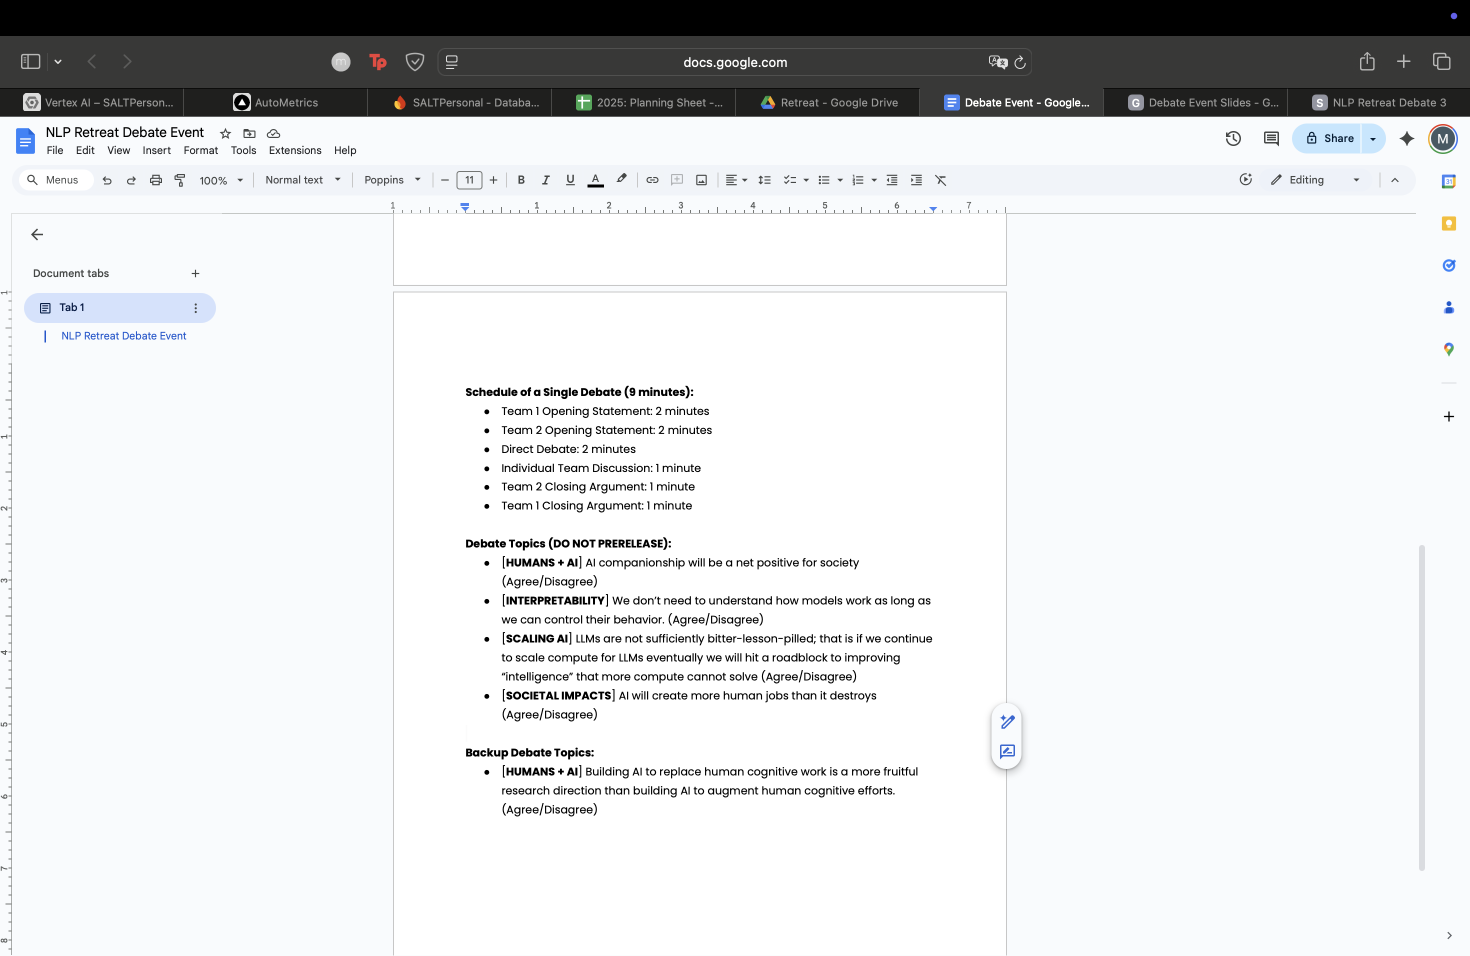 docs.google.com
Vertex AI – SALTPerson...
AutoMetrics
SALTPersonal - Databa...
2025: Planning Sheet -...
Retreat - Google Drive
Debate Event - Google...
G
Debate Event Slides - G...
S
NLP Retreat Debate 3
NLP Retreat Debate Event
File Edit View Insert Format Tools Extensions Help
Share
M
Menus
100%
Normal text
Poppins
11
B I U A
Editing
1 1 2 3 4 5 6 7
Document tabs
Tab 1
NLP Retreat Debate Event
Schedule of a Single Debate (9 minutes):
● Team 1 Opening Statement: 2 minutes
● Team 2 Opening Statement: 2 minutes
● Direct Debate: 2 minutes
● Individual Team Discussion: 1 minute
● Team 2 Closing Argument: 1 minute
● Team 1 Closing Argument: 1 minute
Debate Topics (DO NOT PRERELEASE):
● [HUMANS + AI] AI companionship will be a net positive for society
(Agree/Disagree)
● [INTERPRETABILITY] We don't need to understand how models work as long as
we can control their behavior. (Agree/Disagree)
● [SCALING AI] LLMs are not sufficiently bitter-lesson-pilled; that is if we continue
to scale compute for LLMs eventually we will hit a roadblock to improving
"intelligence" that more compute cannot solve (Agree/Disagree)
● [SOCIETAL IMPACTS] AI will create more human jobs than it destroys
(Agree/Disagree)
Backup Debate Topics:
● [HUMANS + AI] Building AI to replace human cognitive work is a more fruitful
research direction than building AI to augment human cognitive efforts.
(Agree/Disagree)